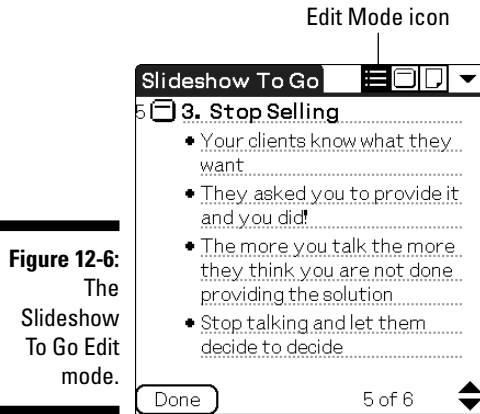 Edit Mode icon
Slideshow To Go
5 3. Stop Selling
• Your clients know what they
want
• They asked you to provide it
and you did!
• The more you talk the more
they think you are not done
providing the solution
• Stop talking and let them
decide to decide
Done 5 of 6
Figure 12-6:
The
Slideshow
To Go Edit
mode.